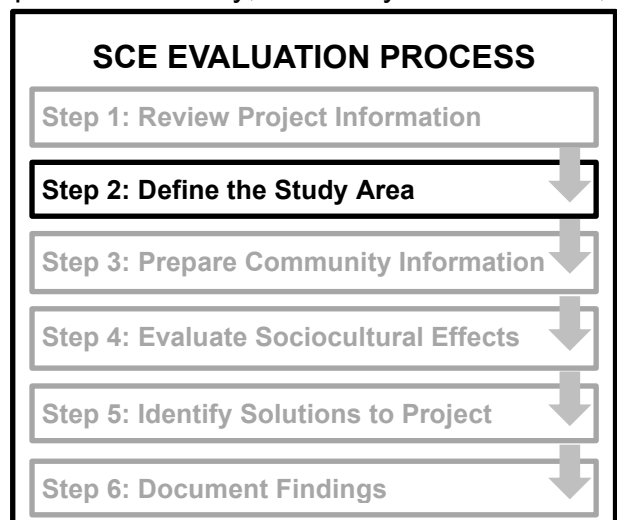 SCE EVALUATION PROCESS
Step 1: Review Project Information
Step 2: Define the Study Area
Step 3: Prepare Community Information
Step 4: Evaluate Sociocultural Effects
Step 5: Identify Solutions to Project
Step 6: Document Findings